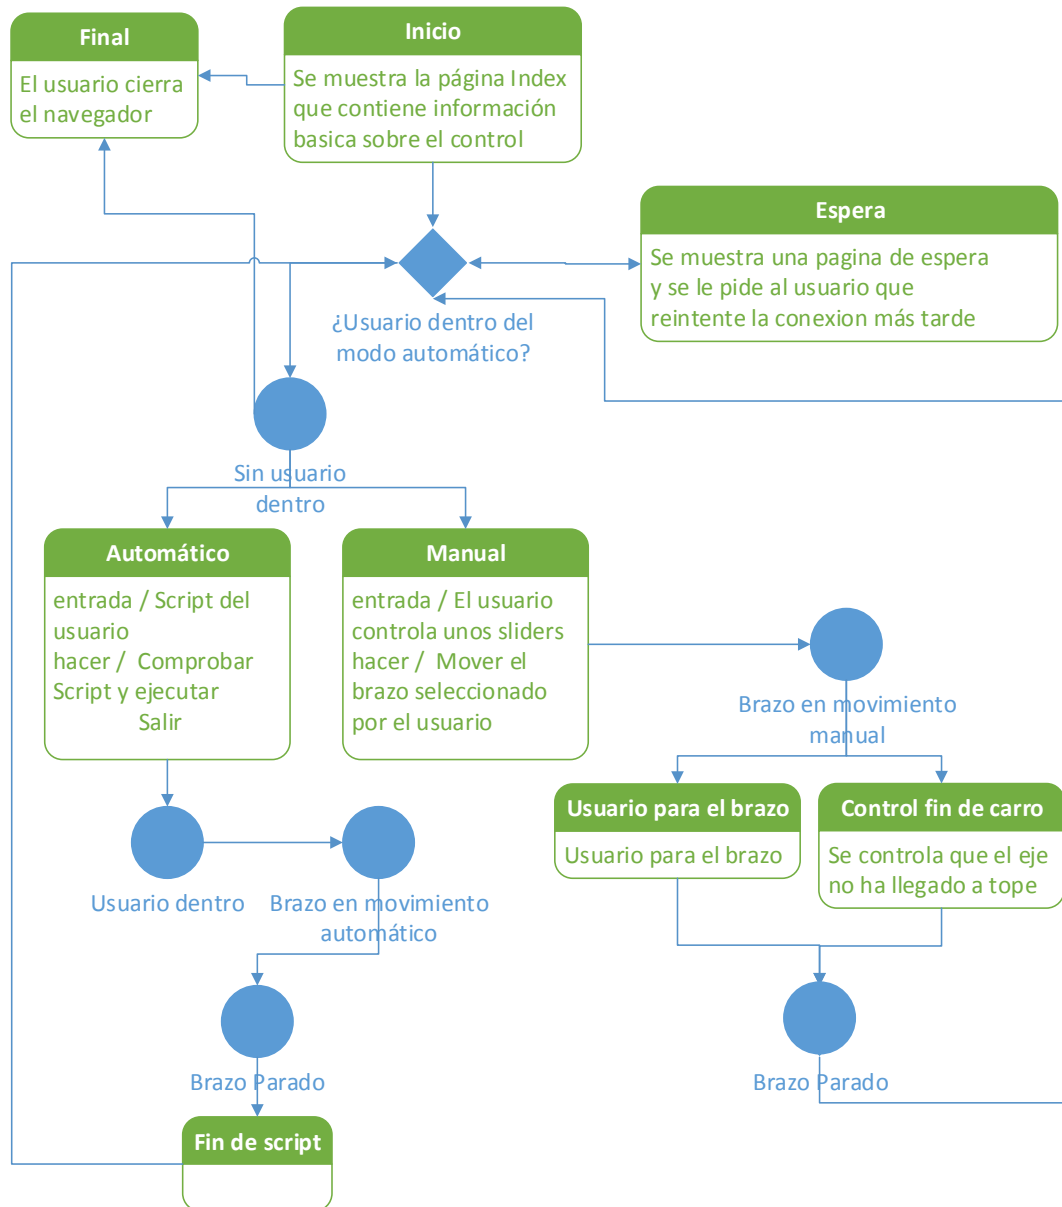 Final
El usuario cierra
el navegador
Inicio
Se muestra la página Index
que contiene información
basica sobre el control
Espera
Se muestra una pagina de espera
y se le pide al usuario que
reintente la conexion más tarde
¿Usuario dentro del
modo automático?
Sin usuario
dentro
Automático
entrada / Script del
usuario
hacer / Comprobar
Script y ejecutar
Salir
Manual
entrada / El usuario
controla unos sliders
hacer / Mover el
brazo seleccionado
por el usuario
Brazo en movimiento
manual
Usuario para el brazo
Usuario para el brazo
Control fin de carro
Se controla que el eje
no ha llegado a tope
Usuario dentro
Brazo en movimiento
automático
Brazo Parado
Brazo Parado
Fin de script